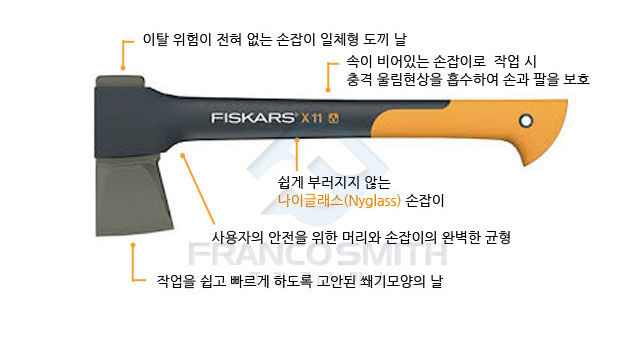 이탈 위험이 전혀 없는 손잡이 일체형 도끼 날
속이 비어있는 손잡이로 작업 시
충격 울림현상을 흡수하여 손과 팔을 보호
FISKARS® X11
쉽게 부러지지 않는
나이글래스(Nyglass) 손잡이
사용자의 안전을 위한 머리와 손잡이의 완벽한 균형
FRANCO SMITH
작업을 쉽고 빠르게 하도록 고안된 쐐기모양의 날